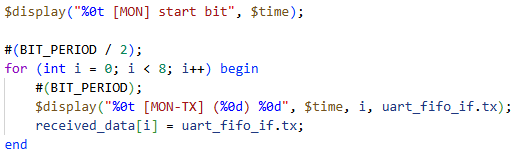 $display("%0t [MON] start bit", $time);
#(BIT_PERIOD / 2);
for (int i = 0; i < 8; i++) begin
#(BIT_PERIOD);
$display("%0t [MON-TX] (%0d) %0d", $time, i, uart_fifo_if.tx);
received_data[i] = uart_fifo_if.tx;
end